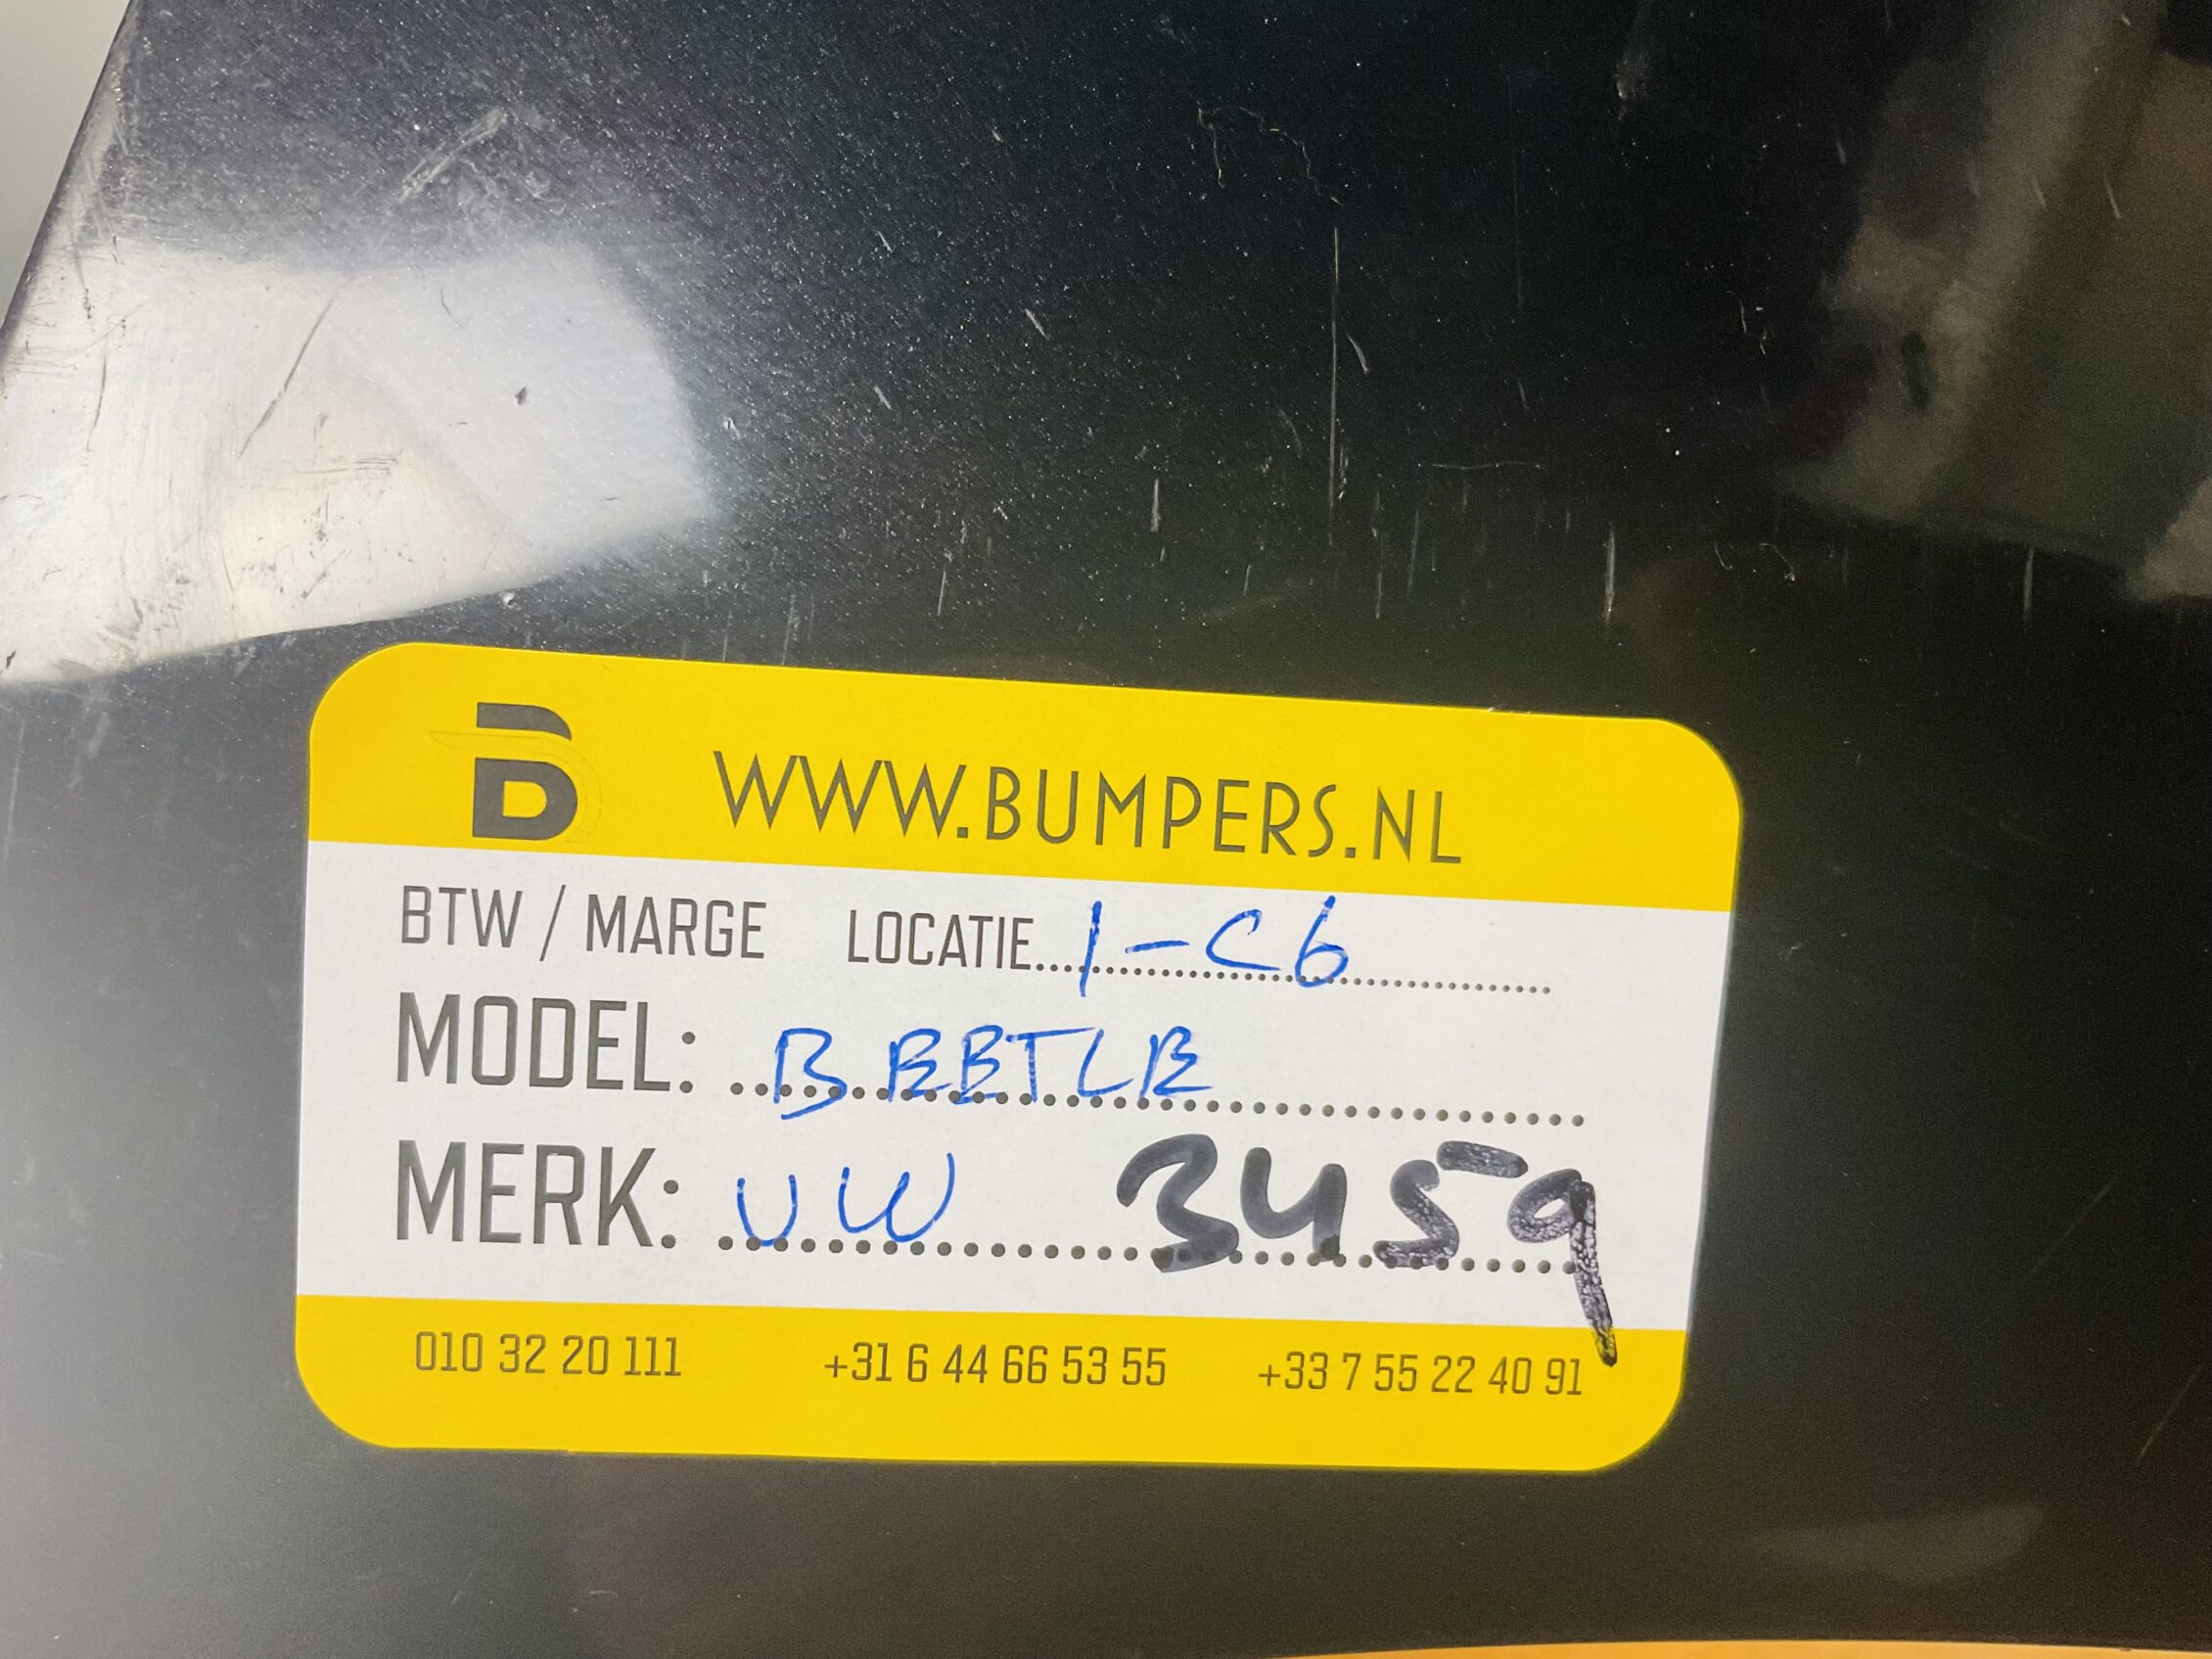 B WWW.BUMPERS.NL
BTW / MARGE LOCATIE 1-C6
MODEL: BEETLE
MERK: VW 3459
010 32 20 111 +31 6 44 66 53 55 +33 7 55 22 40 91